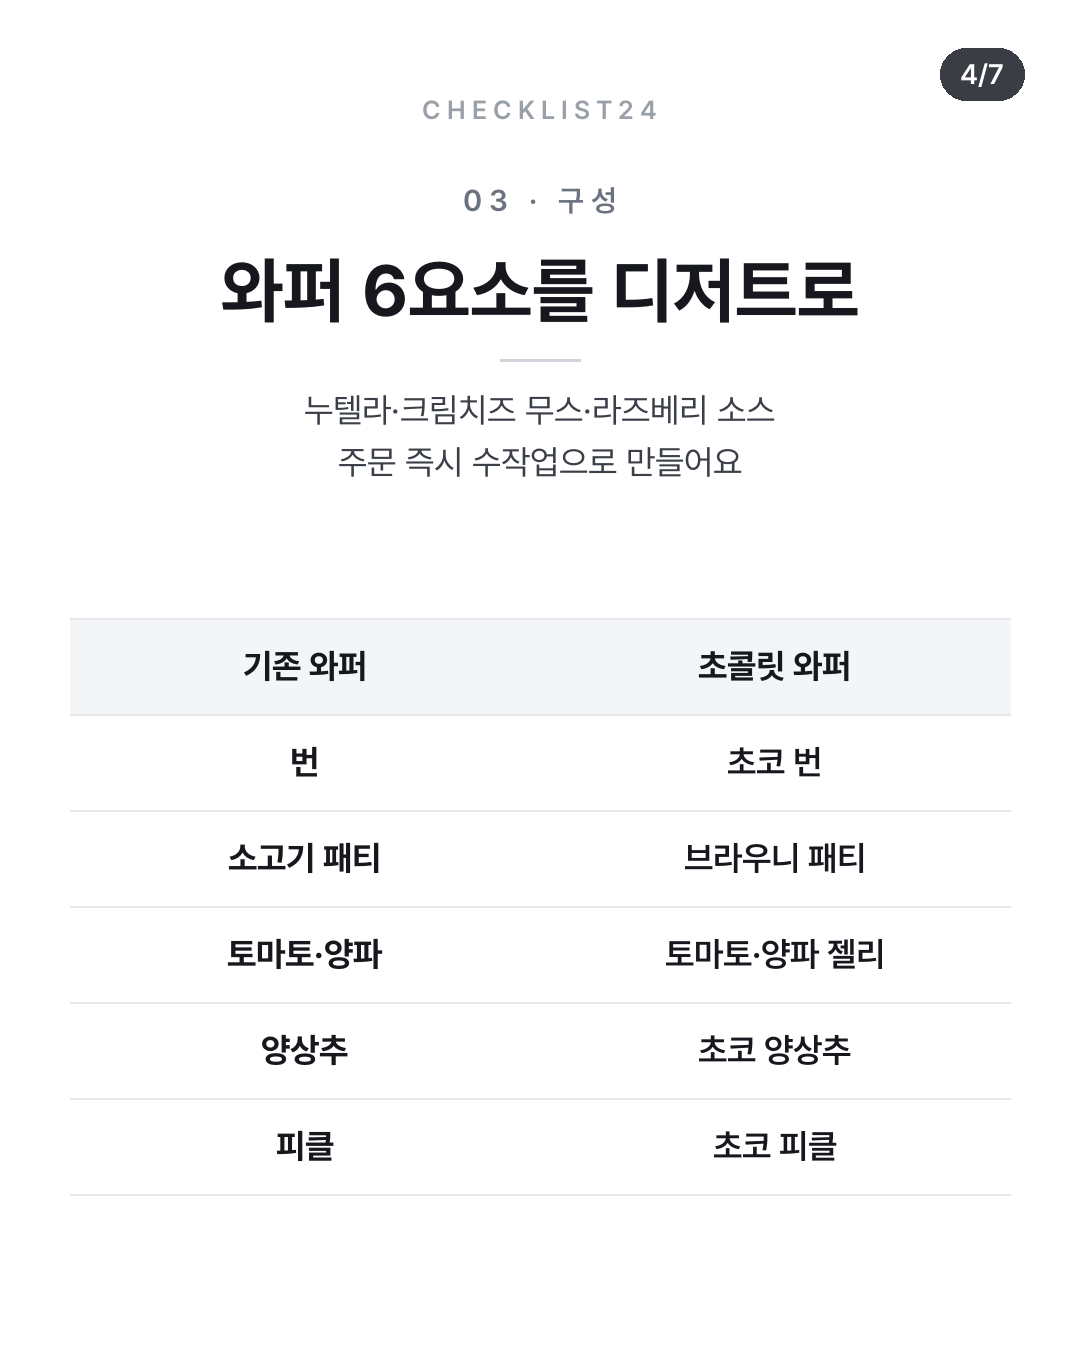 4/7
CHECKLIST24
03 · 구성
와퍼 6요소를 디저트로
누텔라·크림치즈 무스·라즈베리 소스
주문 즉시 수작업으로 만들어요
기존 와퍼 초콜릿 와퍼
번 초코 번
소고기 패티 브라우니 패티
토마토·양파 토마토·양파 젤리
양상추 초코 양상추
피클 초코 피클